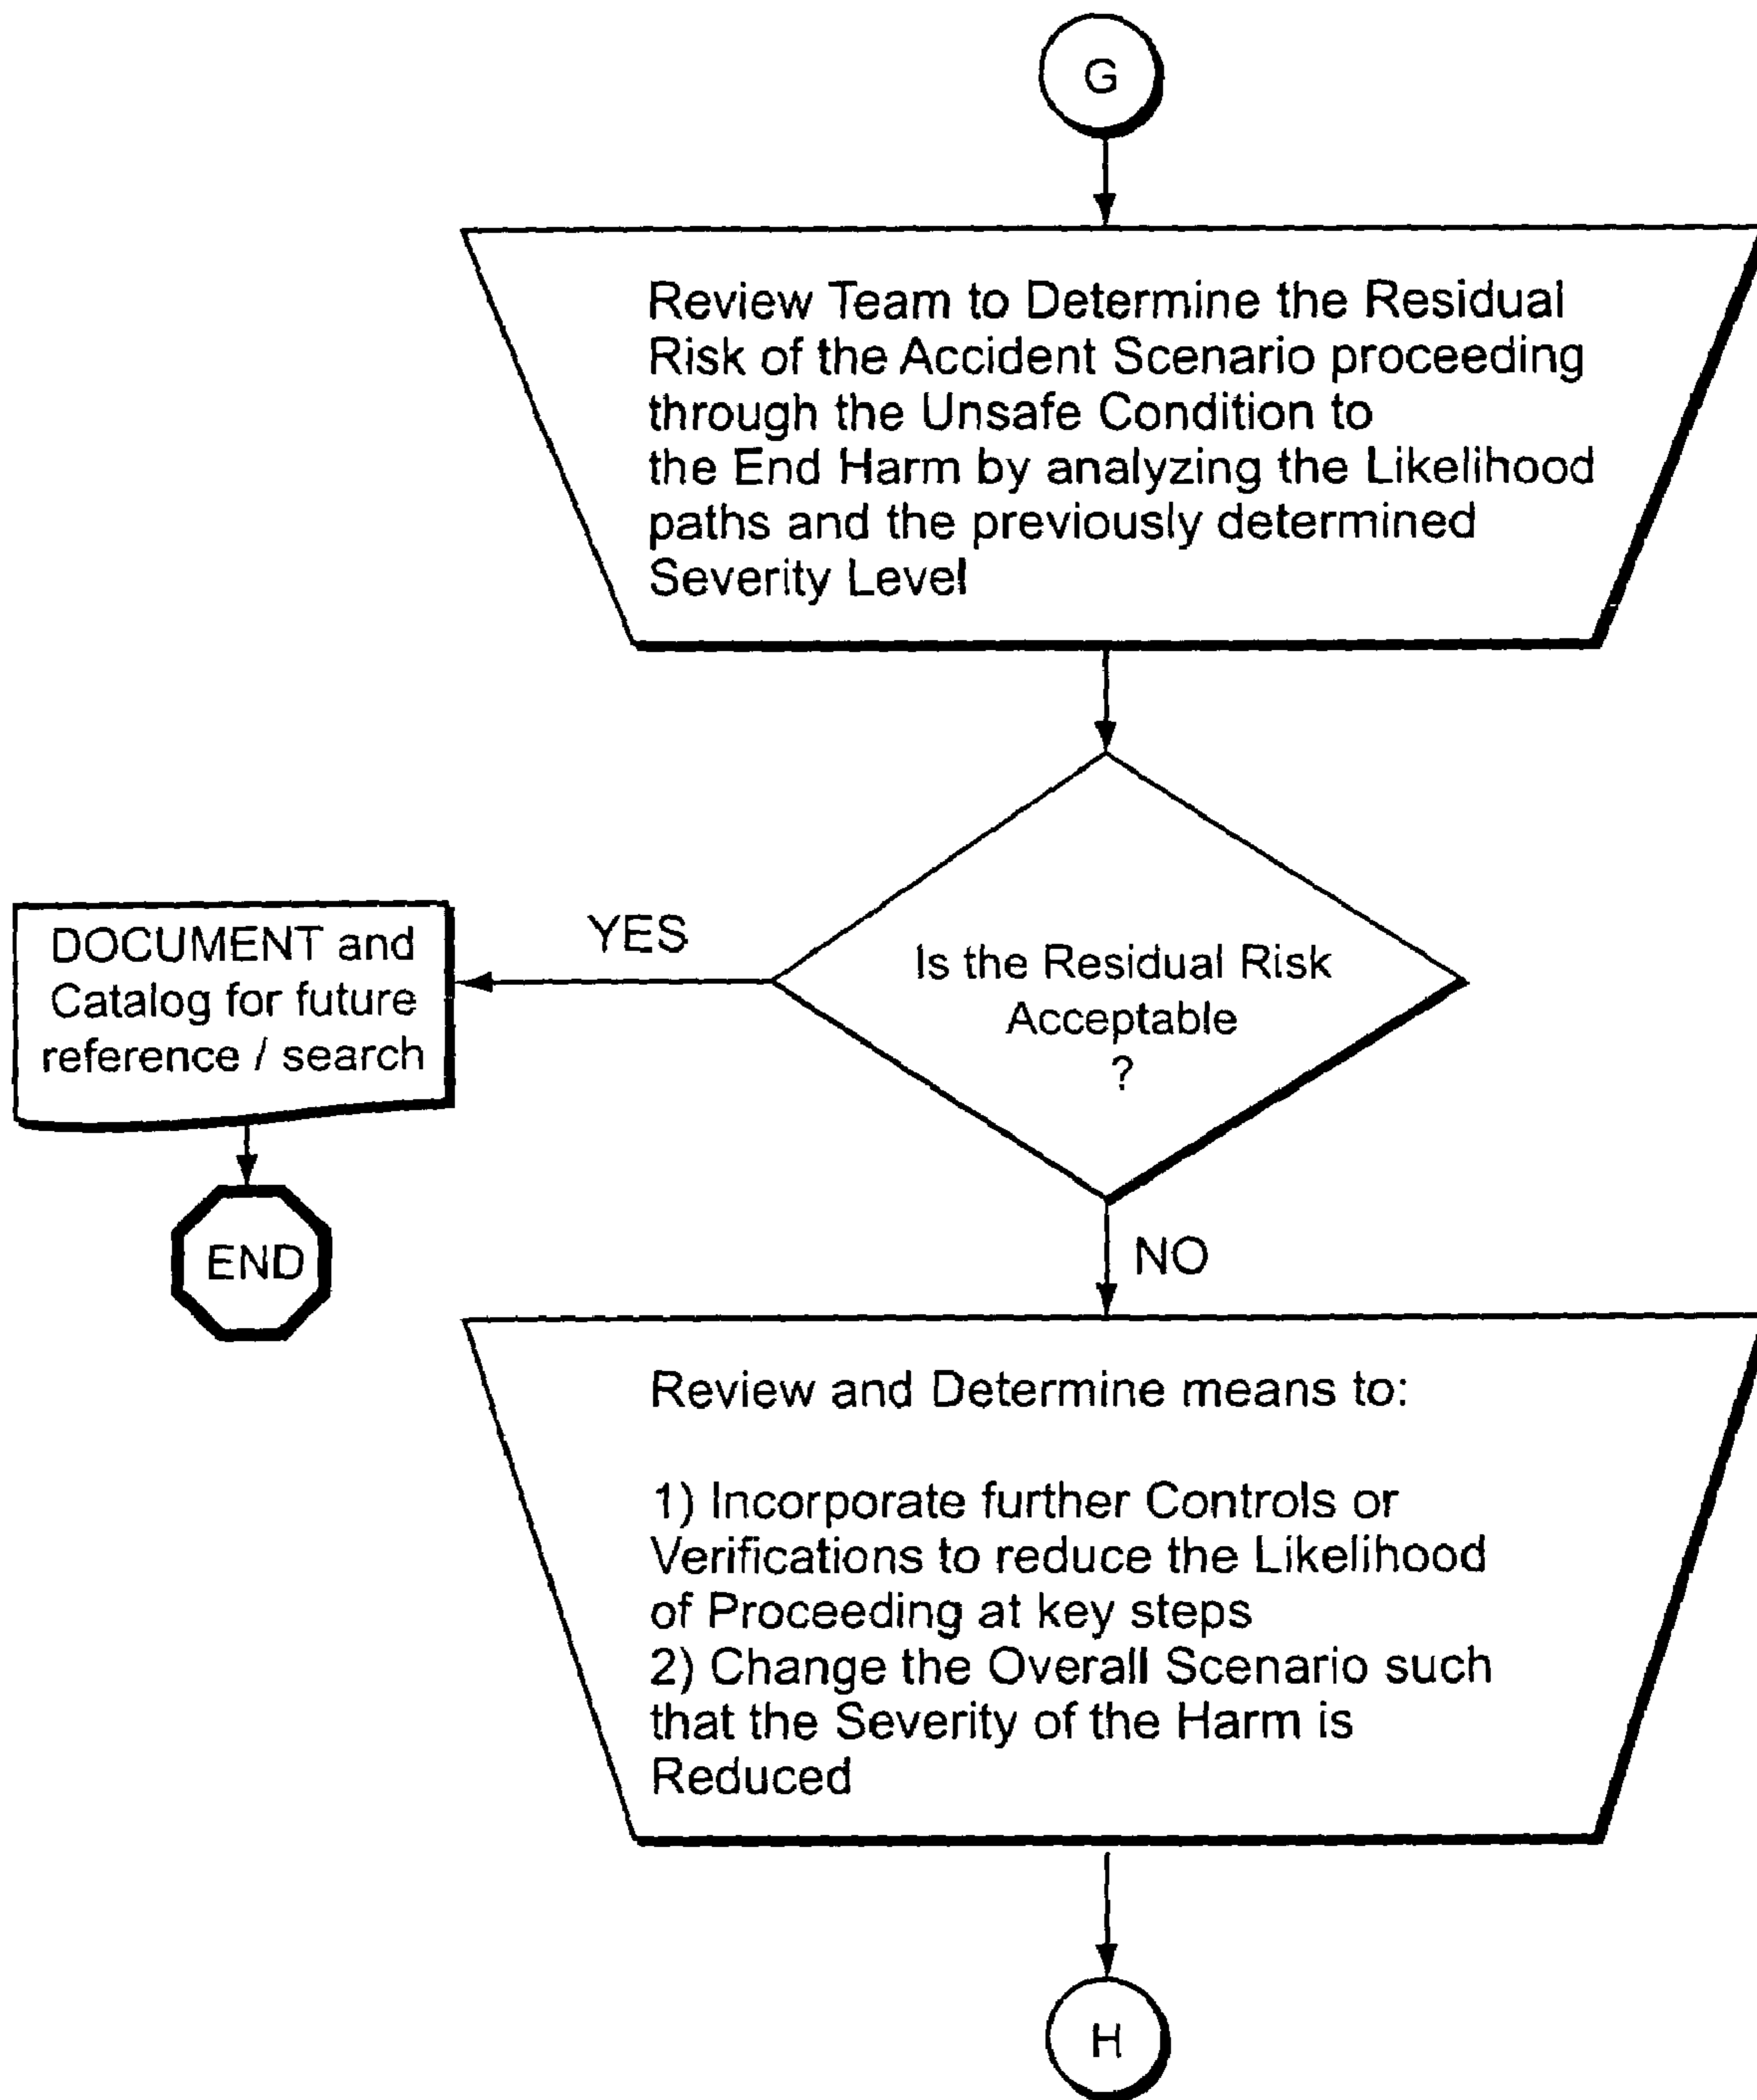 G
Review Team to Determine the Residual
Risk of the Accident Scenario proceeding
through the Unsafe Condition to
the End Harm by analyzing the Likelihood
paths and the previously determined
Severity Level
Is the Residual Risk
Acceptable
?
YES
DOCUMENT and
Catalog for future
reference / search
END
NO
Review and Determine means to:
1) Incorporate further Controls or
Verifications to reduce the Likelihood
of Proceeding at key steps
2) Change the Overall Scenario such
that the Severity of the Harm is
Reduced
H